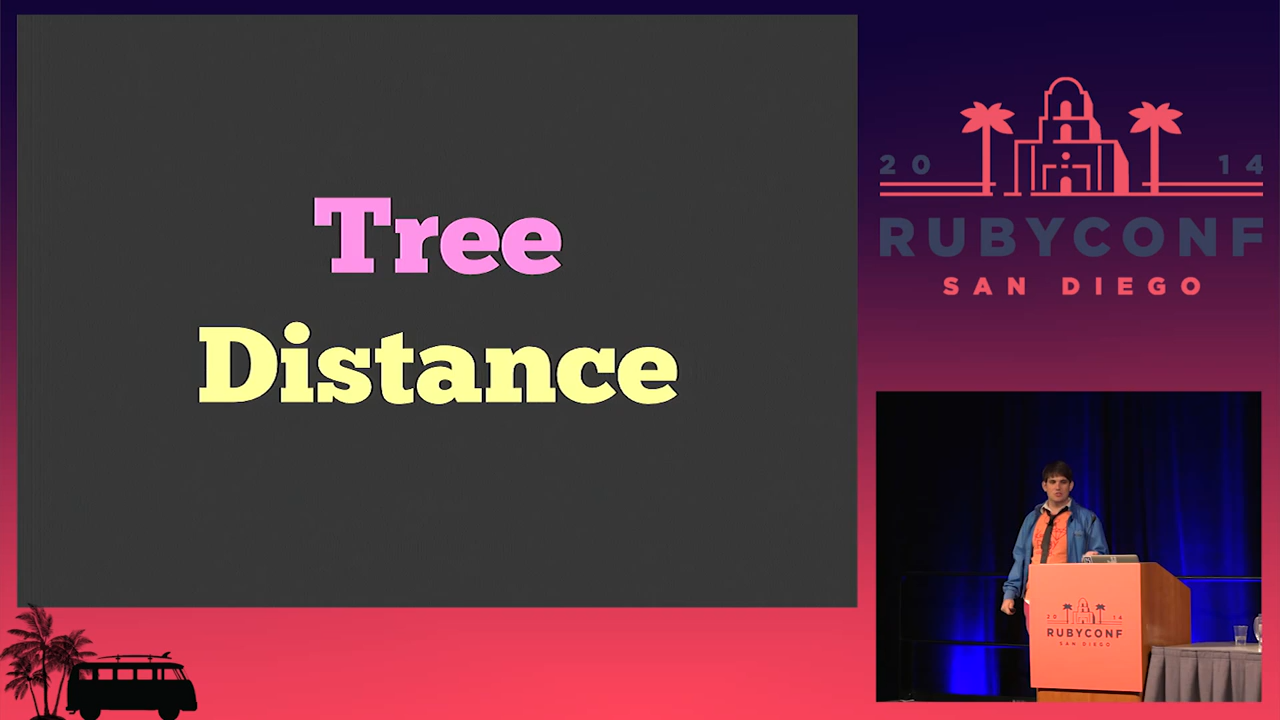 Tree
Distance
20 14
RUBYCONF
SAN DIEGO
20 14
RUBYCONF
SAN DIEGO